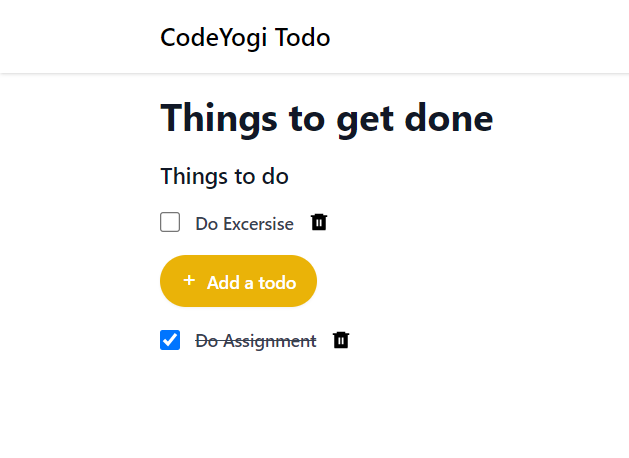 CodeYogi Todo
Things to get done
Things to do
Do Excersise
+ Add a todo
Do Assignment